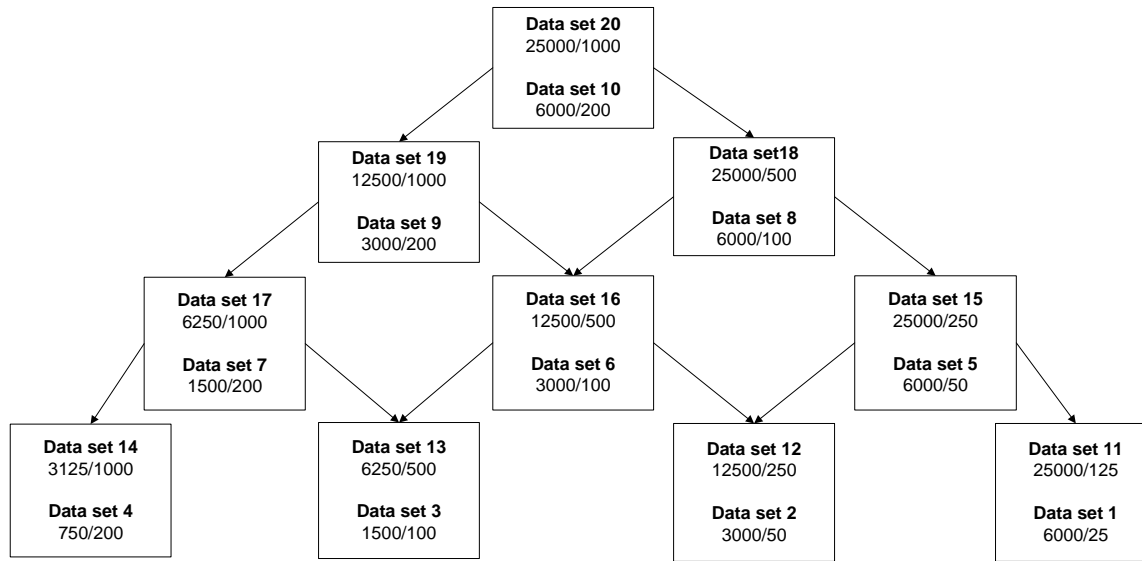 Data set 20
25000/1000
Data set 10
6000/200
Data set 19
12500/1000
Data set 9
3000/200
Data set18
25000/500
Data set 8
6000/100
Data set 17
6250/1000
Data set 7
1500/200
Data set 16
12500/500
Data set 6
3000/100
Data set 15
25000/250
Data set 5
6000/50
Data set 14
3125/1000
Data set 4
750/200
Data set 13
6250/500
Data set 3
1500/100
Data set 12
12500/250
Data set 2
3000/50
Data set 11
25000/125
Data set 1
6000/25